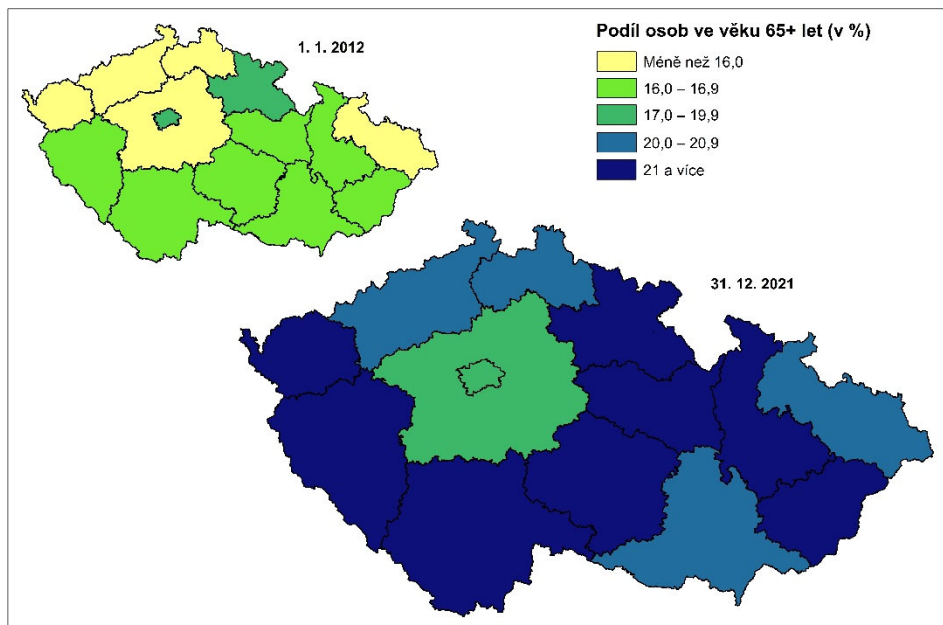 Podíl osob ve věku 65+ let (v %)
Méně než 16,0
16,0 – 16,9
17,0 – 19,9
20,0 – 20,9
21 a více
1. 1. 2012
31. 12. 2021